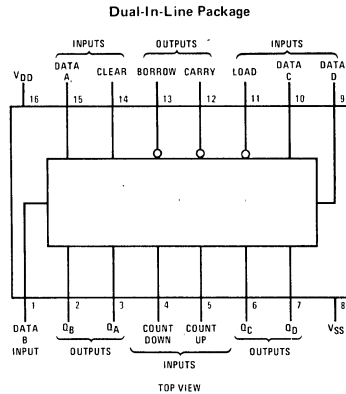 Dual-In-Line Package
INPUTS OUTPUTS INPUTS
VDD DATA A CLEAR BORROW CARRY LOAD DATA C DATA D
16 15 14 13 12 11 10 9
1 2 3 4 5 6 7 8
DATA B INPUT QB QA COUNT DOWN COUNT UP QC QD VSS
OUTPUTS INPUTS OUTPUTS
TOP VIEW